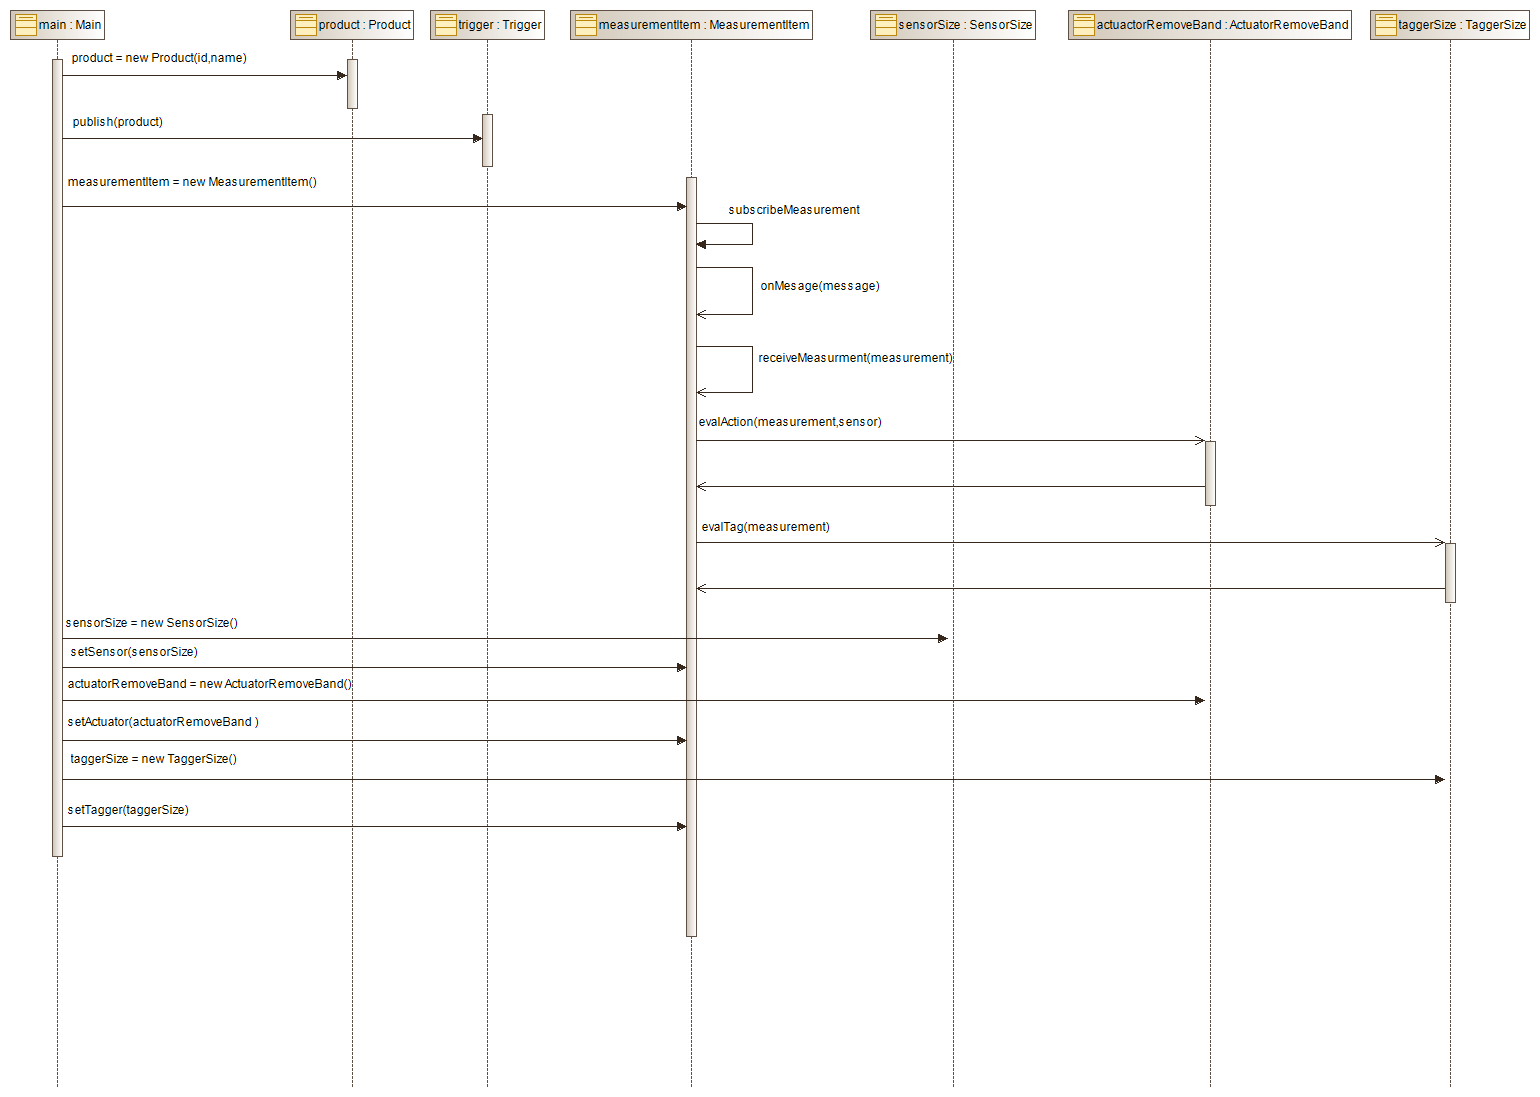 main : Main
product : Product
trigger : Trigger
measurementItem : MeasurementItem
sensorSize : SensorSize
actuactorRemoveBand : ActuatorRemoveBand
taggerSize : TaggerSize
product = new Product(id,name)
publish(product)
measurementItem = new MeasurementItem()
subscribeMeasurement
onMesage(message)
receiveMeasurment(measurement)
evalAction(measurement,sensor)
evalTag(measurement)
sensorSize = new SensorSize()
setSensor(sensorSize)
actuatorRemoveBand = new ActuatorRemoveBand()
setActuator(actuatorRemoveBand )
taggerSize = new TaggerSize()
setTagger(taggerSize)